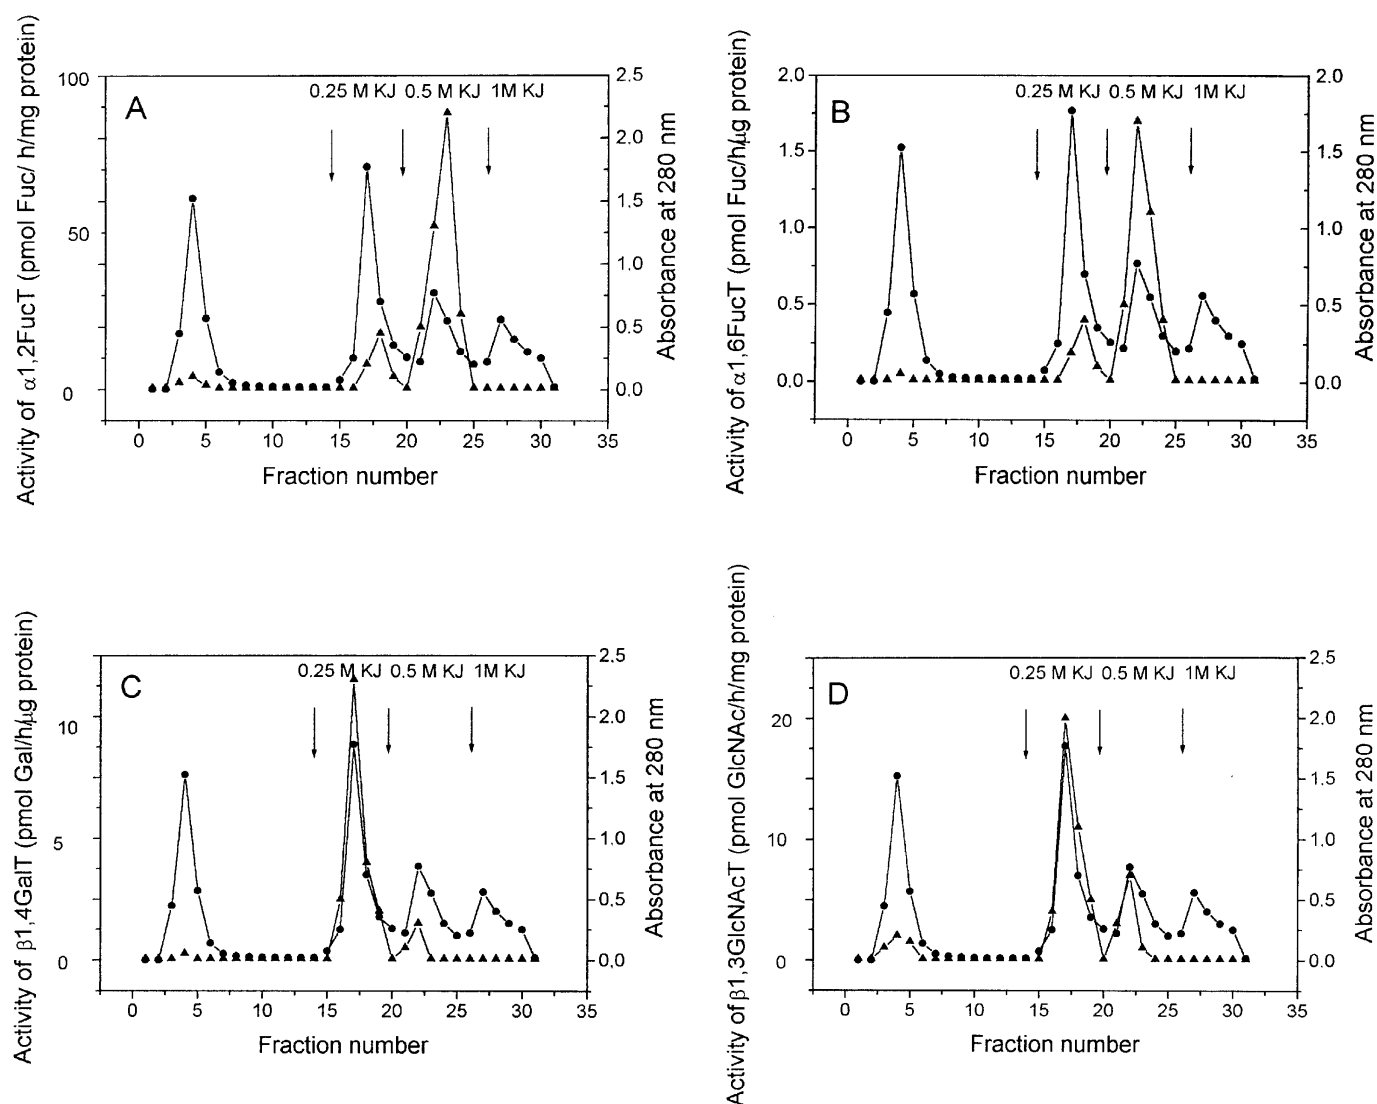 A
0.25 M KJ 0.5 M KJ 1M KJ
100
50
0
2.5
2.0
1.5
1.0
0.5
0.0
0 5 10 15 20 25 30 35
Fraction number
Activity of α1,2FucT (pmol Fuc/ h/mg protein)
Absorbance at 280 nm
B
0.25 M KJ 0.5 M KJ 1M KJ
2.0
1.5
1.0
0.5
0.0
2.0
1.5
1.0
0.5
0.0
0 5 10 15 20 25 30 35
Fraction number
Activity of α1,6FucT (pmol Fuc/h/μg protein)
Absorbance at 280 nm
C
0.25 M KJ 0.5 M KJ 1M KJ
10
5
0
2.5
2.0
1.5
1.0
0.5
0.0
0 5 10 15 20 25 30 35
Fraction number
Activity of β1,4GalT (pmol Gal/h/μg protein)
Absorbance at 280 nm
D
0.25 M KJ 0.5 M KJ 1M KJ
20
10
0
2.5
2.0
1.5
1.0
0.5
0.0
0 5 10 15 20 25 30 35
Fraction number
Activity of β1,3GlcNAcT (pmol GlcNAc/h/mg protein)
Absorbance at 280 nm